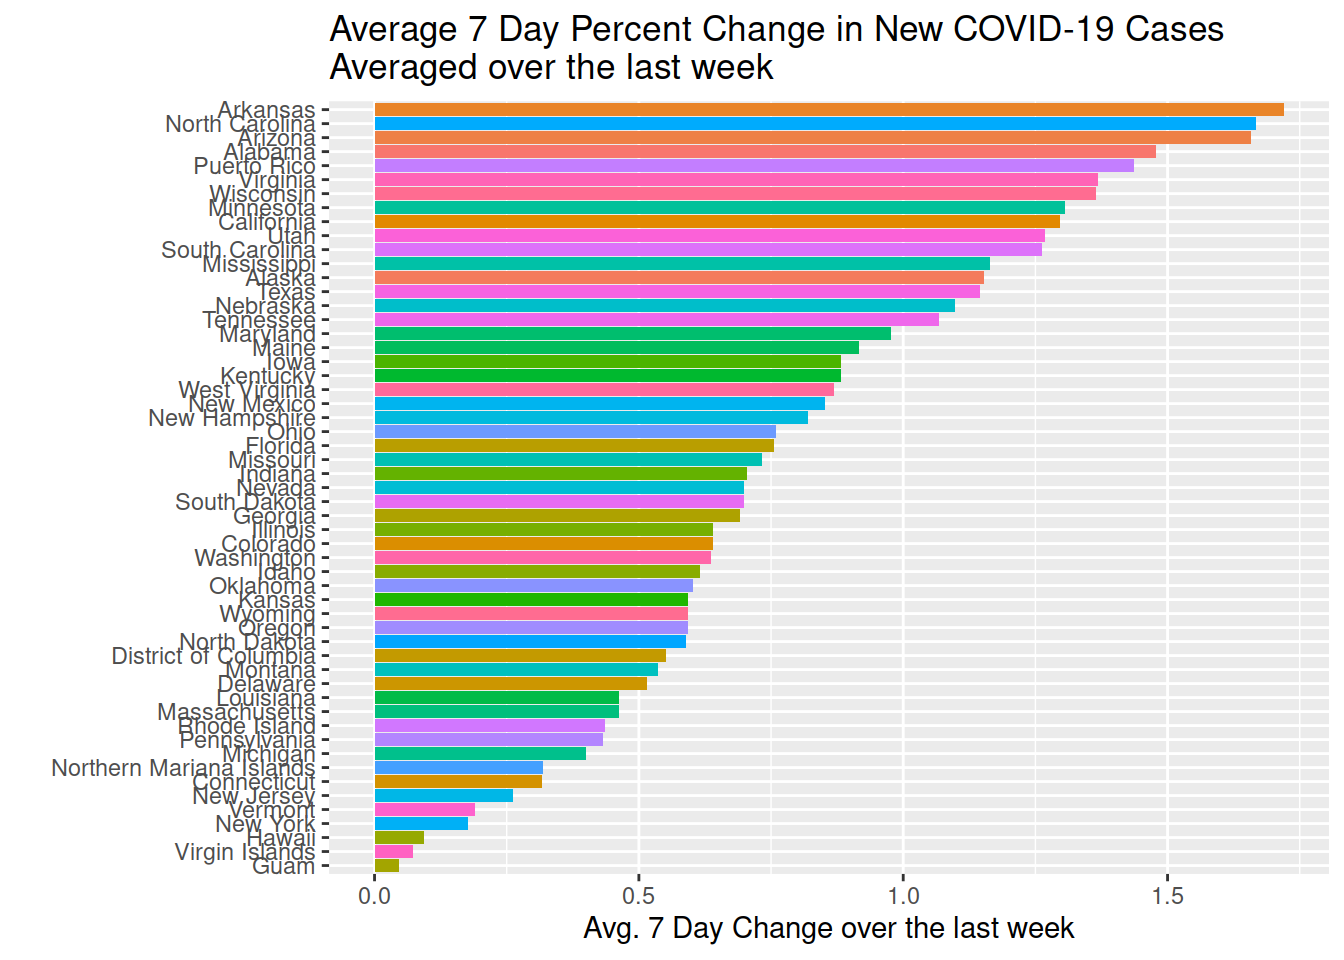 Average 7 Day Percent Change in New COVID-19 Cases
Averaged over the last week
Arkansas
North Carolina
Arizona
Alabama
Puerto Rico
Virginia
Wisconsin
Minnesota
California
Utah
South Carolina
Mississippi
Alaska
Texas
Nebraska
Tennessee
Maryland
Maine
Iowa
Kentucky
West Virginia
New Mexico
New Hampshire
Ohio
Florida
Missouri
Indiana
Nevada
South Dakota
Georgia
Illinois
Colorado
Washington
Idaho
Oklahoma
Kansas
Wyoming
Oregon
North Dakota
District of Columbia
Montana
Delaware
Louisiana
Massachusetts
Rhode Island
Pennsylvania
Michigan
Northern Mariana Islands
Connecticut
New Jersey
Vermont
New York
Hawaii
Virgin Islands
Guam
0.0 0.5 1.0 1.5
Avg. 7 Day Change over the last week